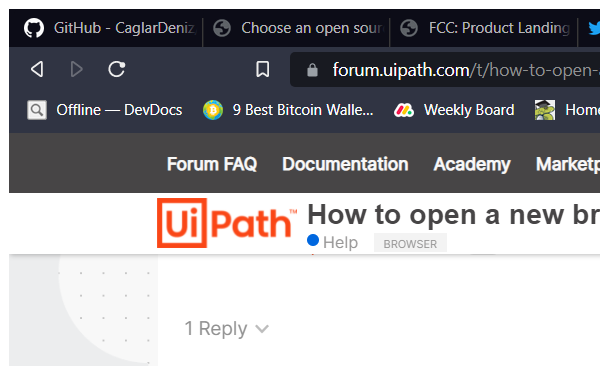 GitHub - CaglarDeniz
Choose an open sour
FCC: Product Landing
forum.uipath.com/t/how-to-open-
Offline — DevDocs
9 Best Bitcoin Walle...
Weekly Board
Home
Forum FAQ
Documentation
Academy
Marketp
UiPath™
How to open a new br
Help
BROWSER
1 Reply